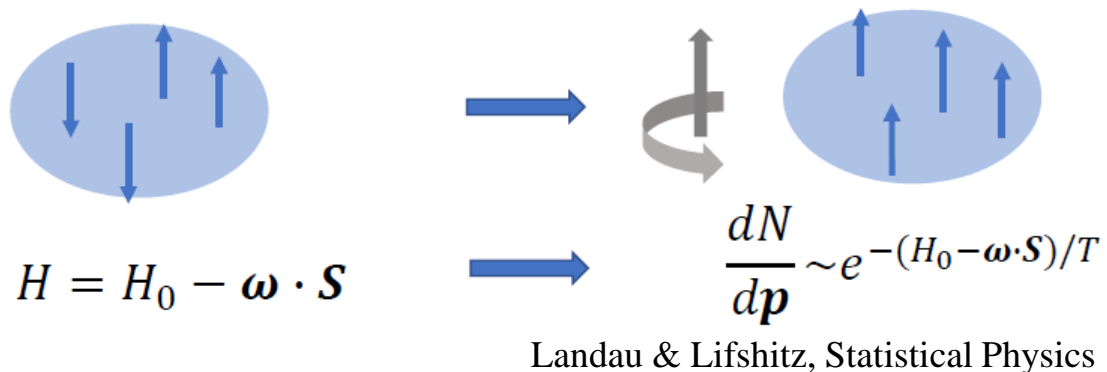 H = H₀ − ω · S
dN/dp ~e^−(H₀−ω·S)/T
Landau & Lifshitz, Statistical Physics